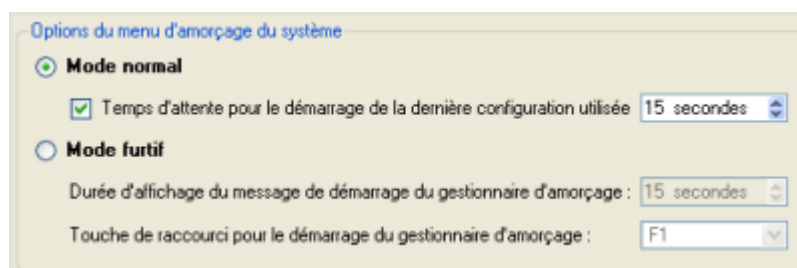 Options du menu d'amorçage du système
Mode normal
Temps d'attente pour le démarrage de la dernière configuration utilisée 15 secondes
Mode furtif
Durée d'affichage du message de démarrage du gestionnaire d'amorçage : 15 secondes
Touche de raccourci pour le démarrage du gestionnaire d'amorçage : F1